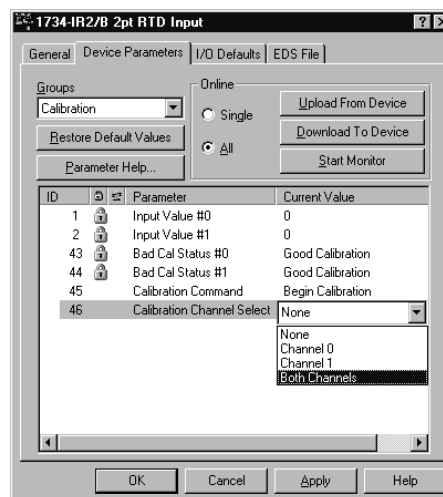 1734-IR2/B 2pt RTD Input
General Device Parameters I/O Defaults EDS File
Groups
Calibration
Restore Default Values
Parameter Help...
Online
Single
All
Upload From Device
Download To Device
Start Monitor
ID Parameter Current Value
1 Input Value #0 0
2 Input Value #1 0
43 Bad Cal Status #0 Good Calibration
44 Bad Cal Status #1 Good Calibration
45 Calibration Command Begin Calibration
46 Calibration Channel Select None
None
Channel 0
Channel 1
Both Channels
OK Cancel Apply Help